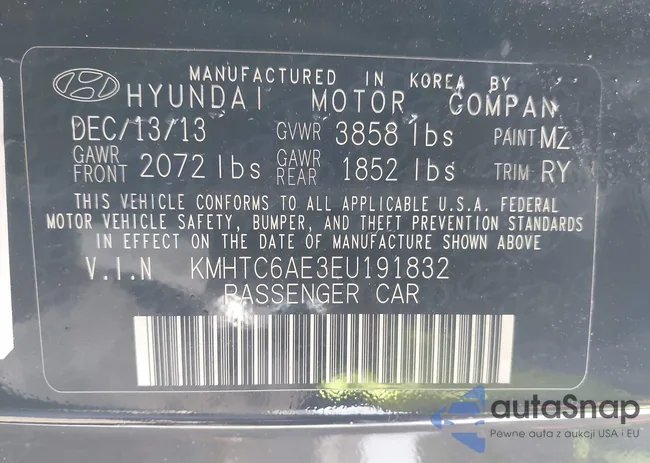 MANUFACTURED IN KOREA BY
HYUNDAI MOTOR COMPAN
DEC/13/13 GVWR 3858 lbs PAINT MZ
GAWR FRONT 2072 lbs GAWR REAR 1852 lbs TRIM RY
THIS VEHICLE CONFORMS TO ALL APPLICABLE U.S.A. FEDERAL
MOTOR VEHICLE SAFETY, BUMPER, AND THEFT PREVENTION STANDARDS
IN EFFECT ON THE DATE OF MANUFACTURE SHOWN ABOVE
V.I.N KMHTC6AE3EU191832
PASSENGER CAR
autaSnap
Pewne auta z aukcji USA i EU